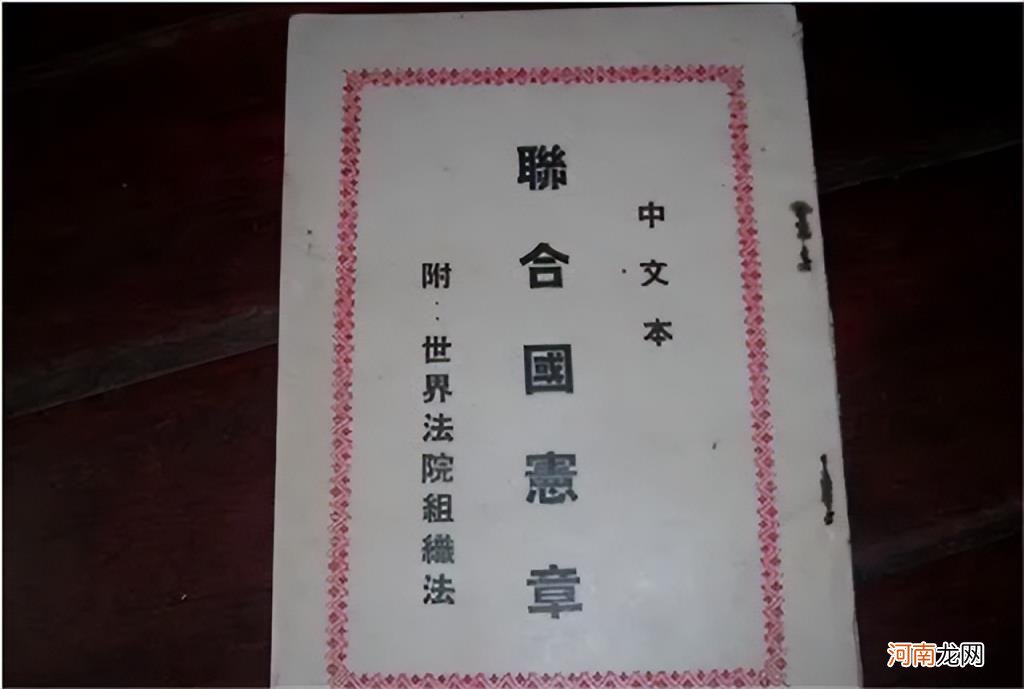 中文本
聯合國憲章
附：世界法院組織法
河南龙网